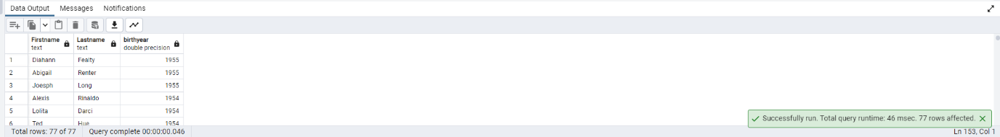 Data Output Messages Notifications
Firstname Lastname birthyear
text text double precision
1 Diahann Fealty 1955
2 Abigail Renter 1955
3 Joesph Long 1955
4 Alexis Rinaldo 1954
5 Lolita Darci 1954
6 Ted Hue 1954
Successfully run. Total query runtime: 46 msec. 77 rows affected.
Total rows: 77 of 77 Query complete 00:00:00.046 Ln 153, Col 1